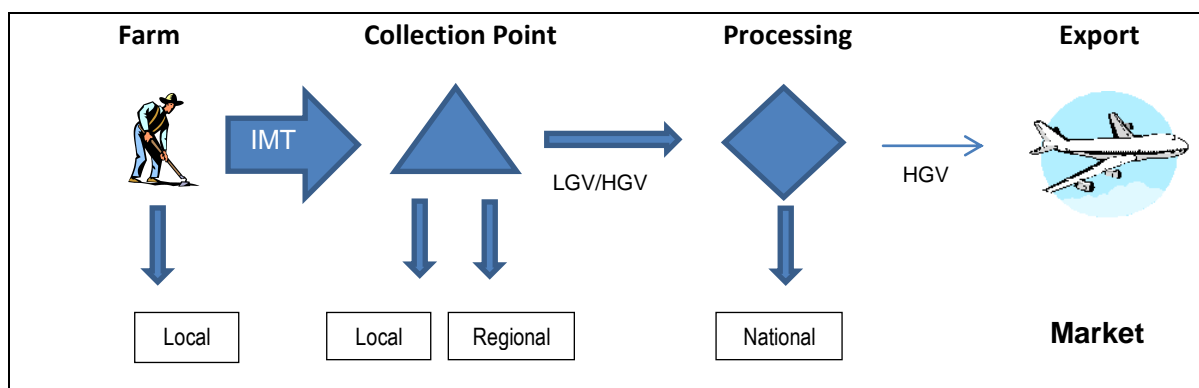 Farm
Collection Point
Processing
Export
IMT
LGV/HGV
HGV
Local
Local
Regional
National
Market